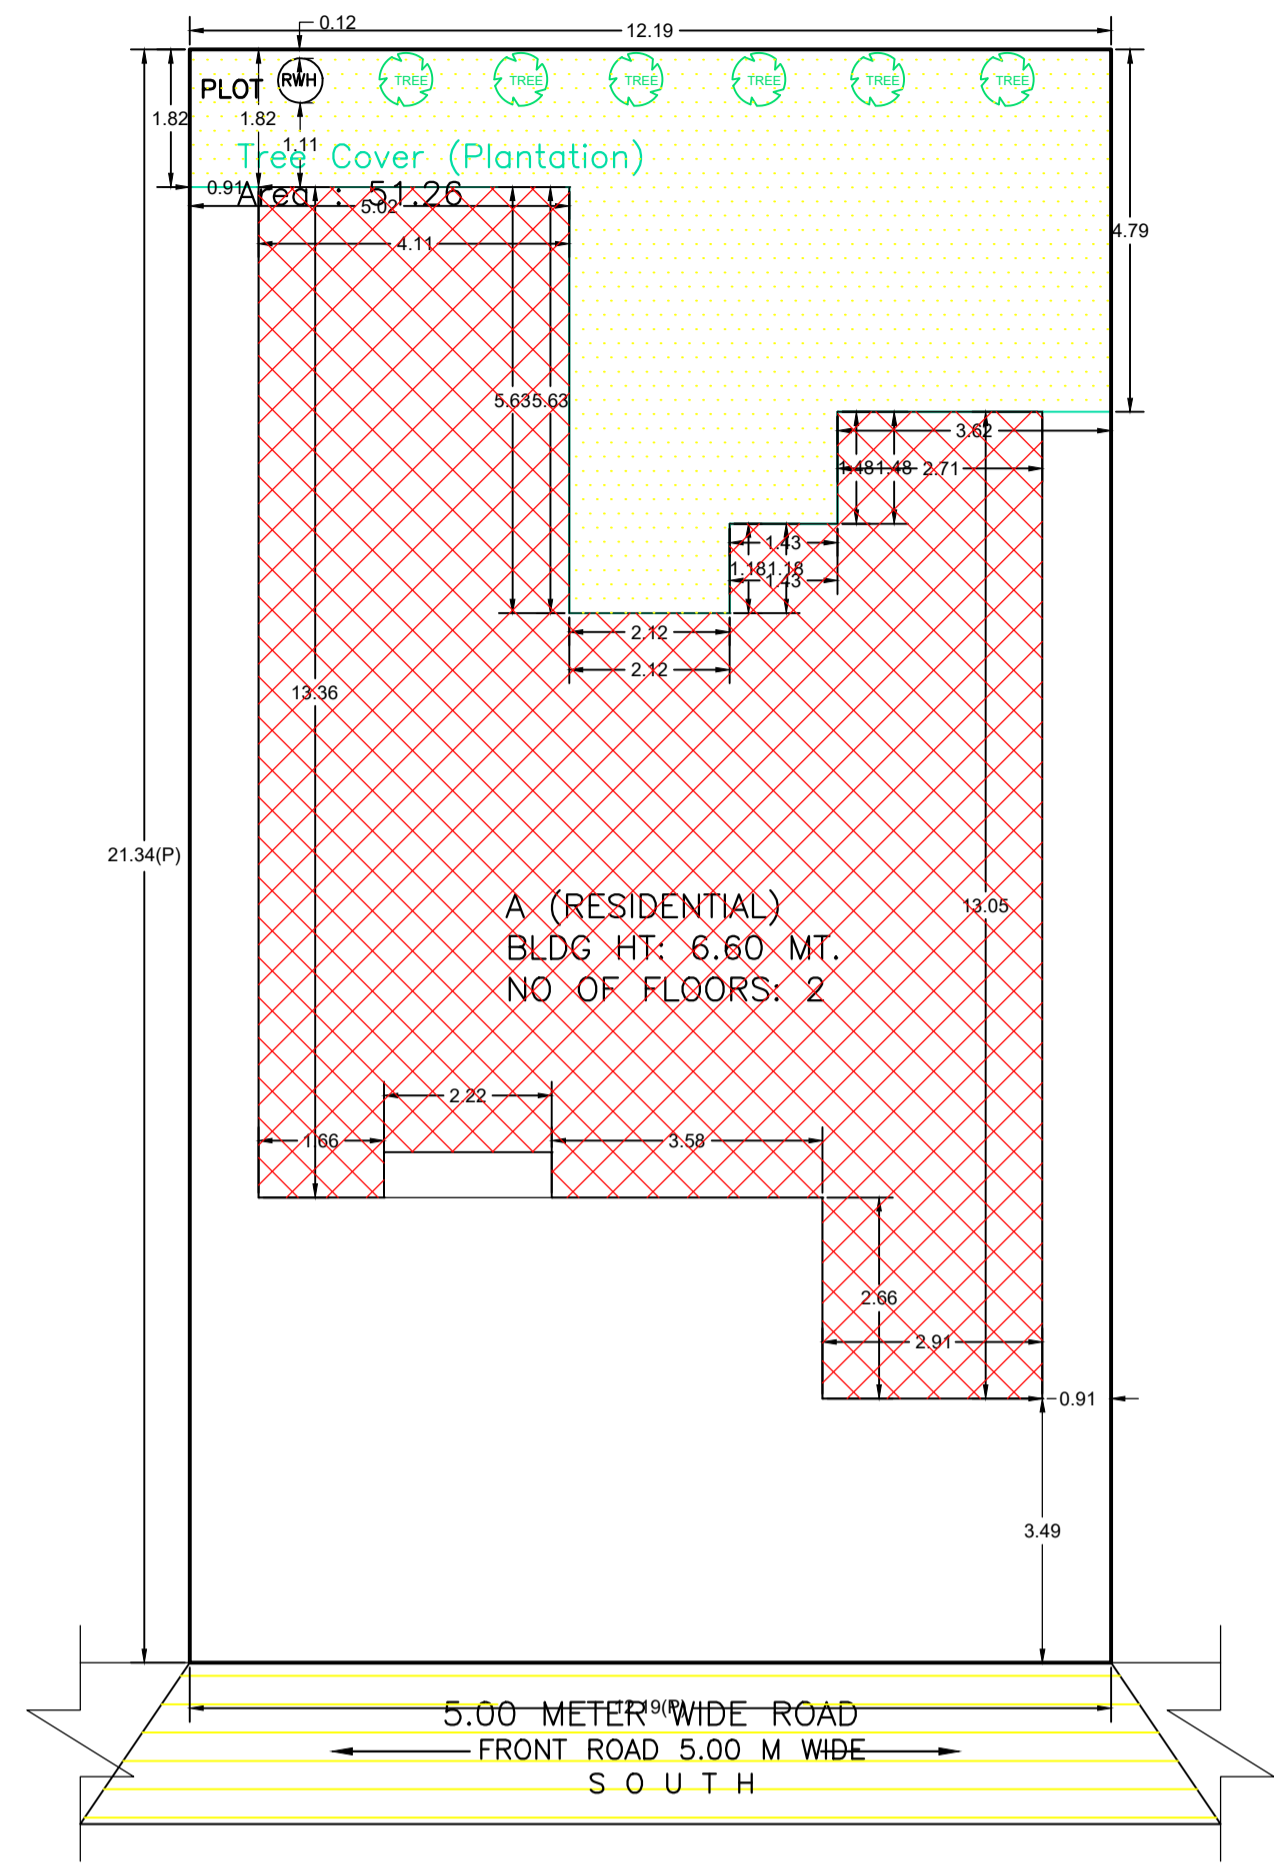 0.12
12.19
PLOT
RWH
TREE
TREE
TREE
TREE
TREE
TREE
1.82
1.82
1.11
Tree Cover (Plantation)
0.91
Area : 51.26
5.02
4.11
4.79
5.63
5.63
3.62
1.48
1.48
2.71
1.43
1.18
1.18
1.43
2.12
2.12
13.36
21.34(P)
13.05
A (RESIDENTIAL)
BLDG HT: 6.60 MT.
NO OF FLOORS: 2
2.22
1.66
3.58
2.66
2.91
0.91
3.49
12.19(P)
5.00 METER WIDE ROAD
FRONT ROAD 5.00 M WIDE
S O U T H